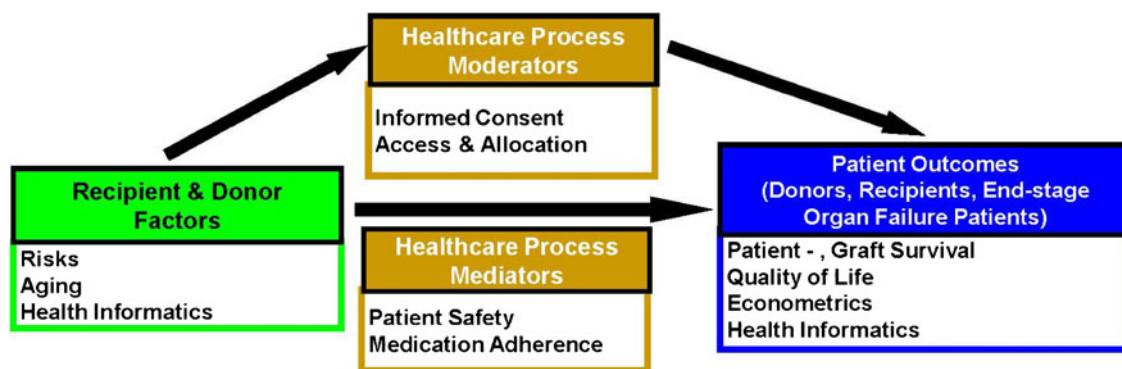 Healthcare Process
Moderators
Informed Consent
Access & Allocation
Recipient & Donor
Factors
Risks
Aging
Health Informatics
Healthcare Process
Mediators
Patient Safety
Medication Adherence
Patient Outcomes
(Donors, Recipients, End-stage
Organ Failure Patients)
Patient - , Graft Survival
Quality of Life
Econometrics
Health Informatics